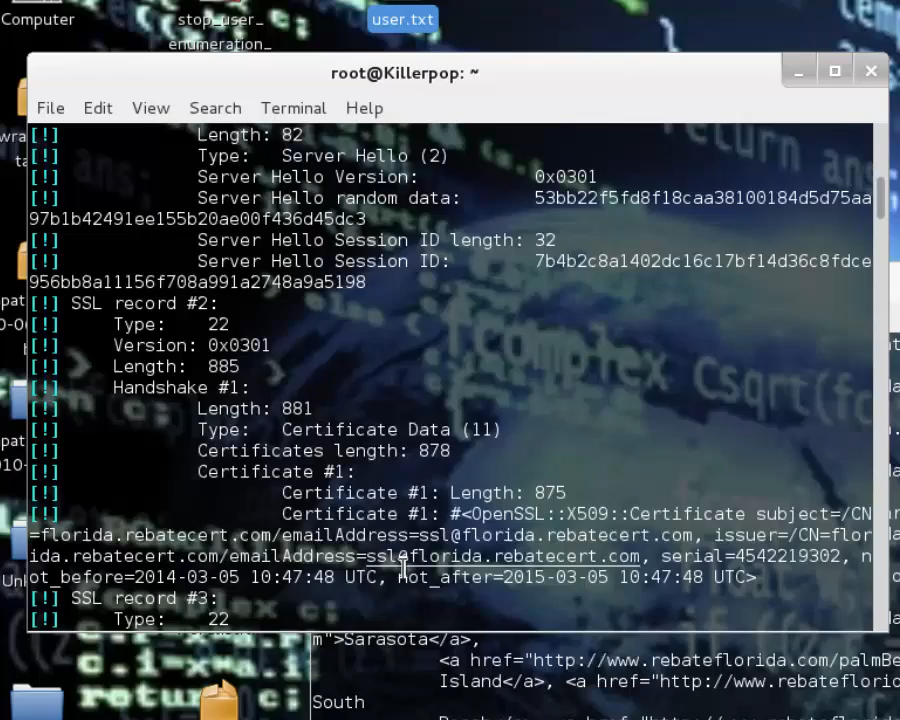 Computer
stop_user_
enumeration_
user.txt
root@Killerpop: ~
File Edit View Search Terminal Help
[!] Length: 82
[!] Type: Server Hello (2)
[!] Server Hello Version: 0x0301
[!] Server Hello random data: 53bb22f5fd8f18caa38100184d5d75aa
97b1b42491ee155b20ae00f436d45dc3
[!] Server Hello Session ID length: 32
[!] Server Hello Session ID: 7b4b2c8a1402dc16c17bf14d36c8fdce
956bb8a11156f708a991a2748a9a5198
[!] SSL record #2:
[!] Type: 22
[!] Version: 0x0301
[!] Length: 885
[!] Handshake #1:
[!] Length: 881
[!] Type: Certificate Data (11)
[!] Certificates length: 878
[!] Certificate #1:
[!] Certificate #1: Length: 875
[!] Certificate #1: #<OpenSSL::X509::Certificate subject=/CN
=florida.rebatecert.com/emailAddress=ssl@florida.rebatecert.com, issuer=/CN=flor
ida.rebatecert.com/emailAddress=ssl@florida.rebatecert.com, serial=4542219302, n
ot_before=2014-03-05 10:47:48 UTC, not_after=2015-03-05 10:47:48 UTC>
[!] SSL record #3:
[!] Type: 22
m">Sarasota</a>,
<a href="http://www.rebateflorida.com/palmBe
Island</a>, <a href="http://www.rebateflorid
South
return ans;
complex Csqrt(fc
c.i=x*a.i
return c;